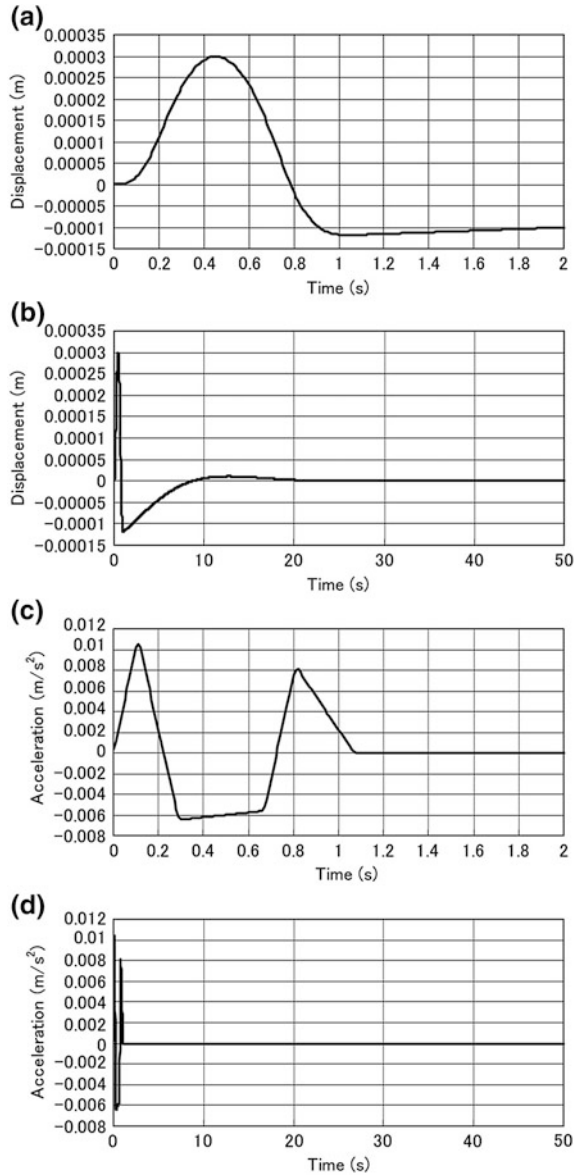 (a)
0.00035
0.0003
0.00025
0.0002
0.00015
0.0001
0.00005
0
−0.00005
−0.0001
−0.00015
Displacement (m)
0 0.2 0.4 0.6 0.8 1 1.2 1.4 1.6 1.8 2
Time (s)
(b)
0.00035
0.0003
0.00025
0.0002
0.00015
0.0001
0.00005
0
−0.00005
−0.0001
−0.00015
Displacement (m)
0 10 20 30 40 50
Time (s)
(c)
0.012
0.01
0.008
0.006
0.004
0.002
0
−0.002
−0.004
−0.006
−0.008
Acceleration (m/s²)
0 0.2 0.4 0.6 0.8 1 1.2 1.4 1.6 1.8 2
Time (s)
(d)
0.012
0.01
0.008
0.006
0.004
0.002
0
−0.002
−0.004
−0.006
−0.008
Acceleration (m/s²)
0 10 20 30 40 50
Time (s)